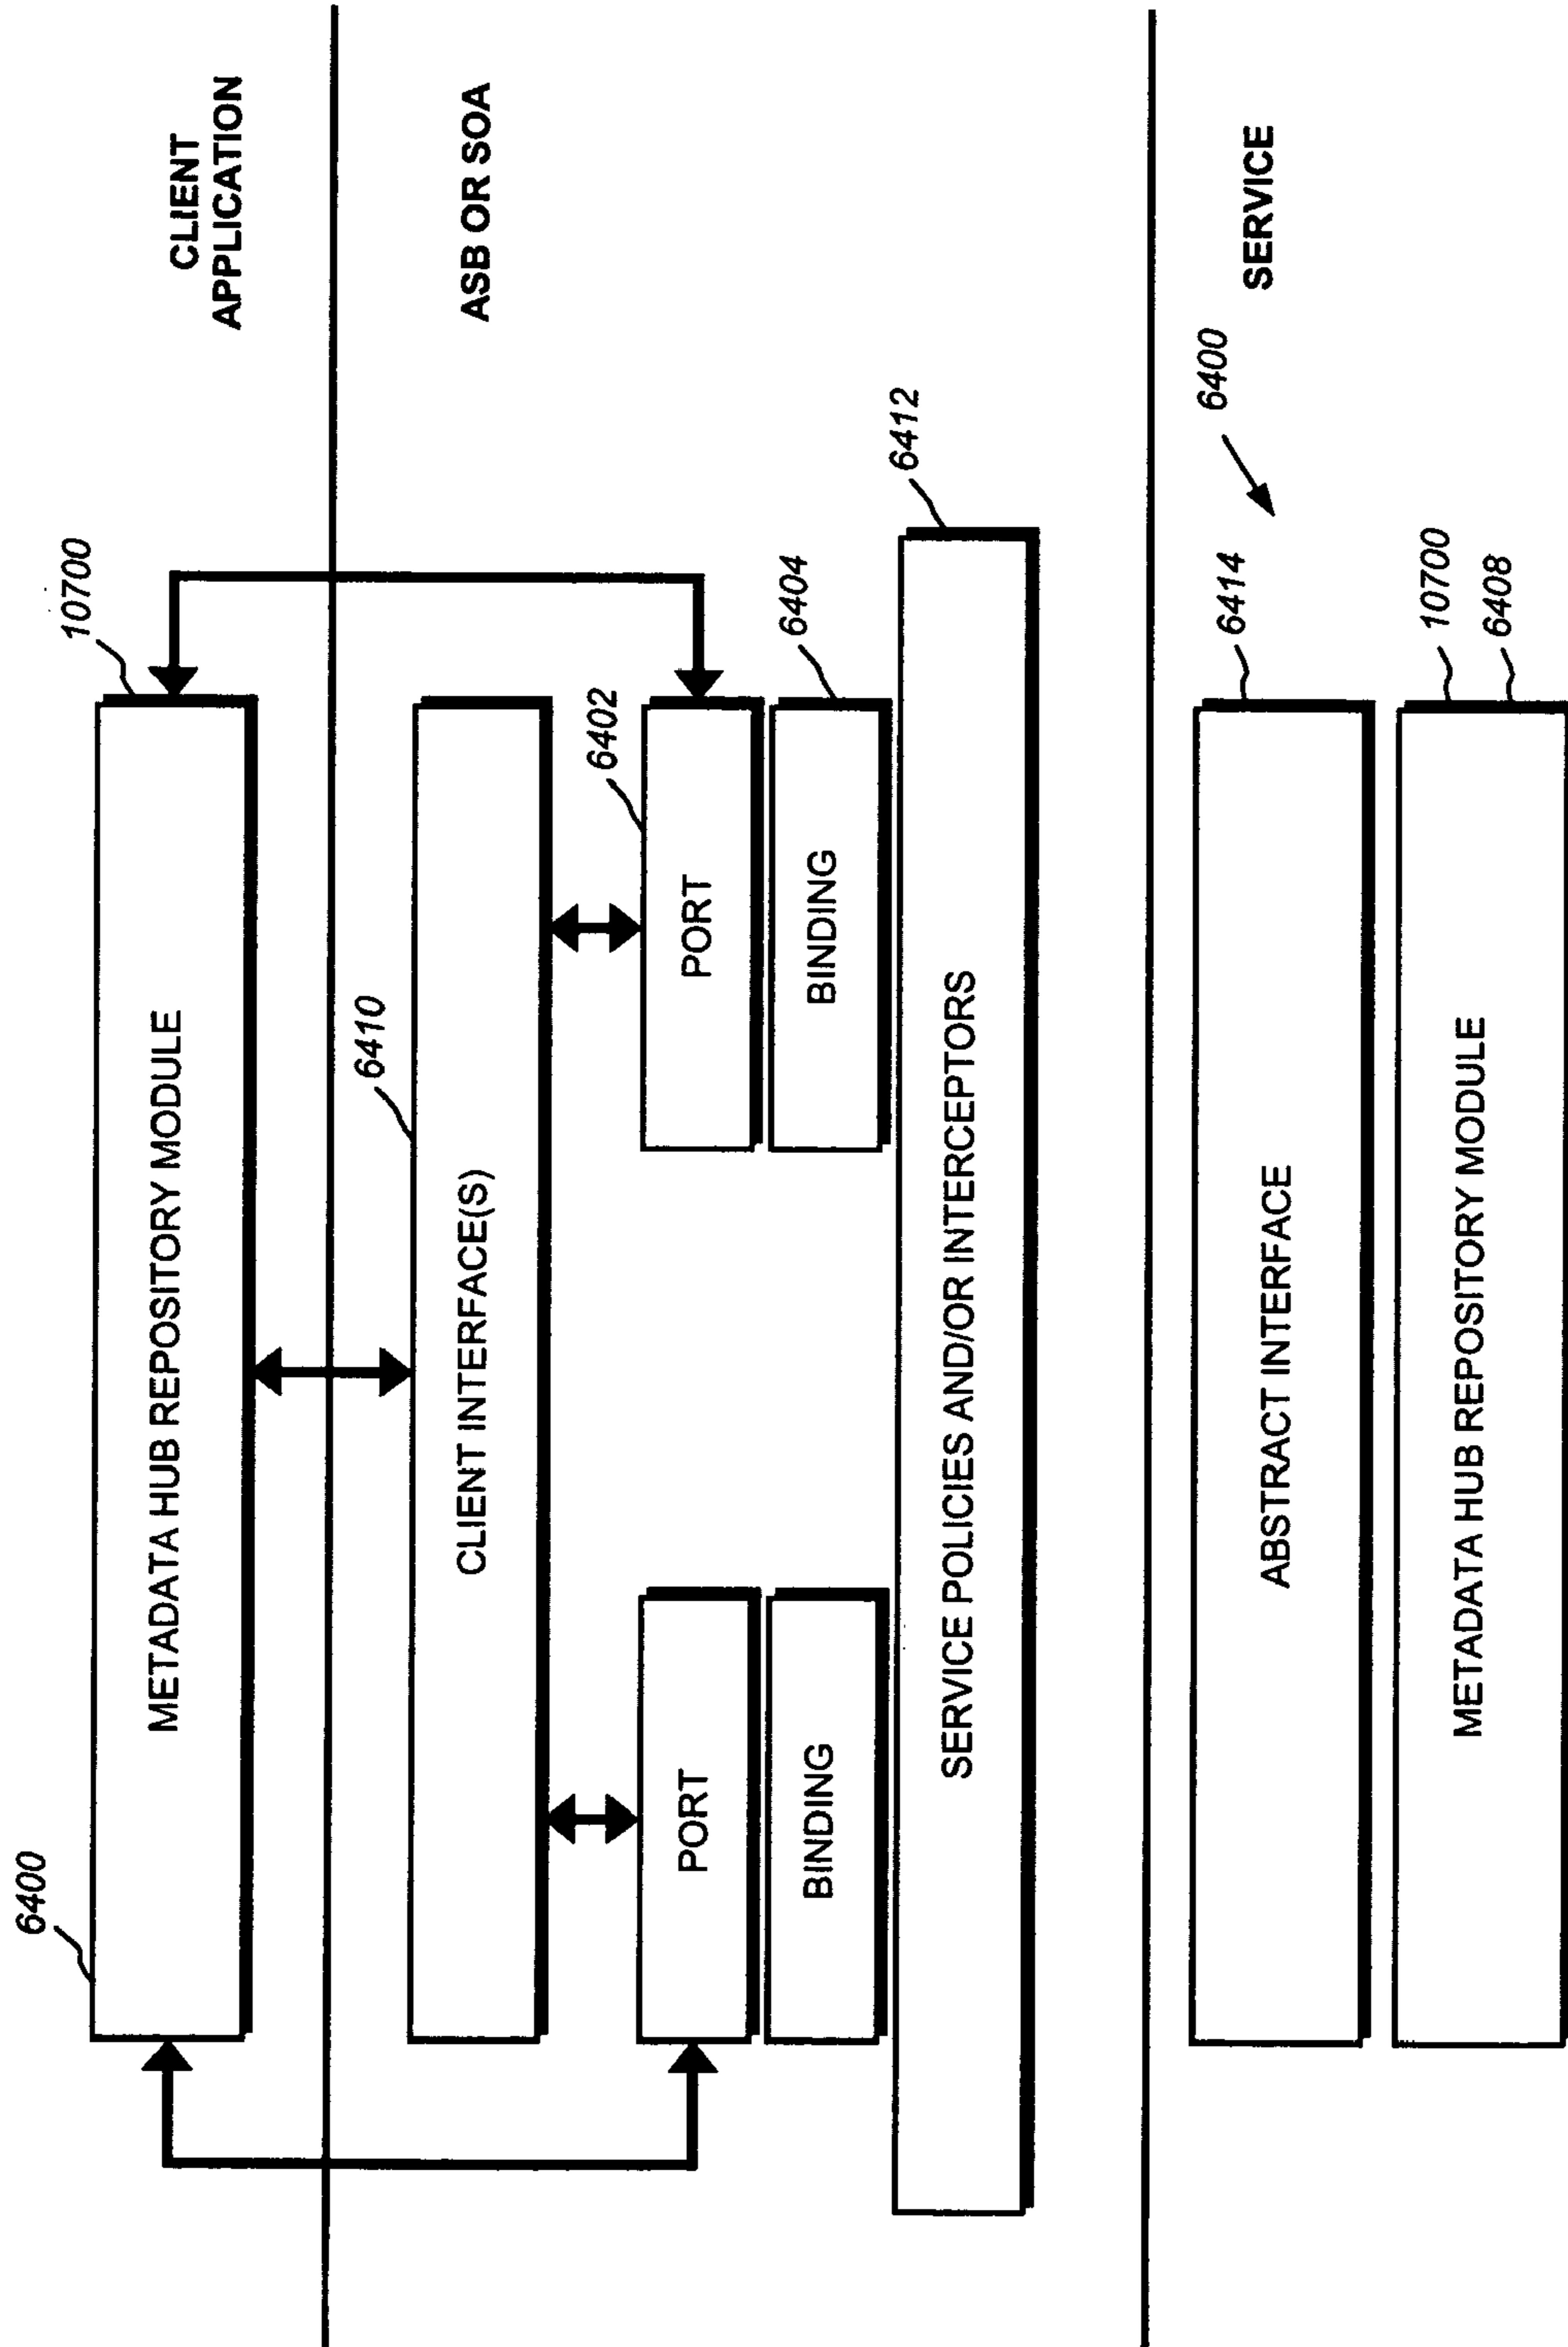 6400
METADATA HUB REPOSITORY MODULE
10700
CLIENT
APPLICATION
6410
CLIENT INTERFACE(S)
ASB OR SOA
6402
PORT
PORT
6404
BINDING
BINDING
6412
SERVICE POLICIES AND/OR INTERCEPTORS
6414
ABSTRACT INTERFACE
6400
SERVICE
METADATA HUB REPOSITORY MODULE
10700
6408